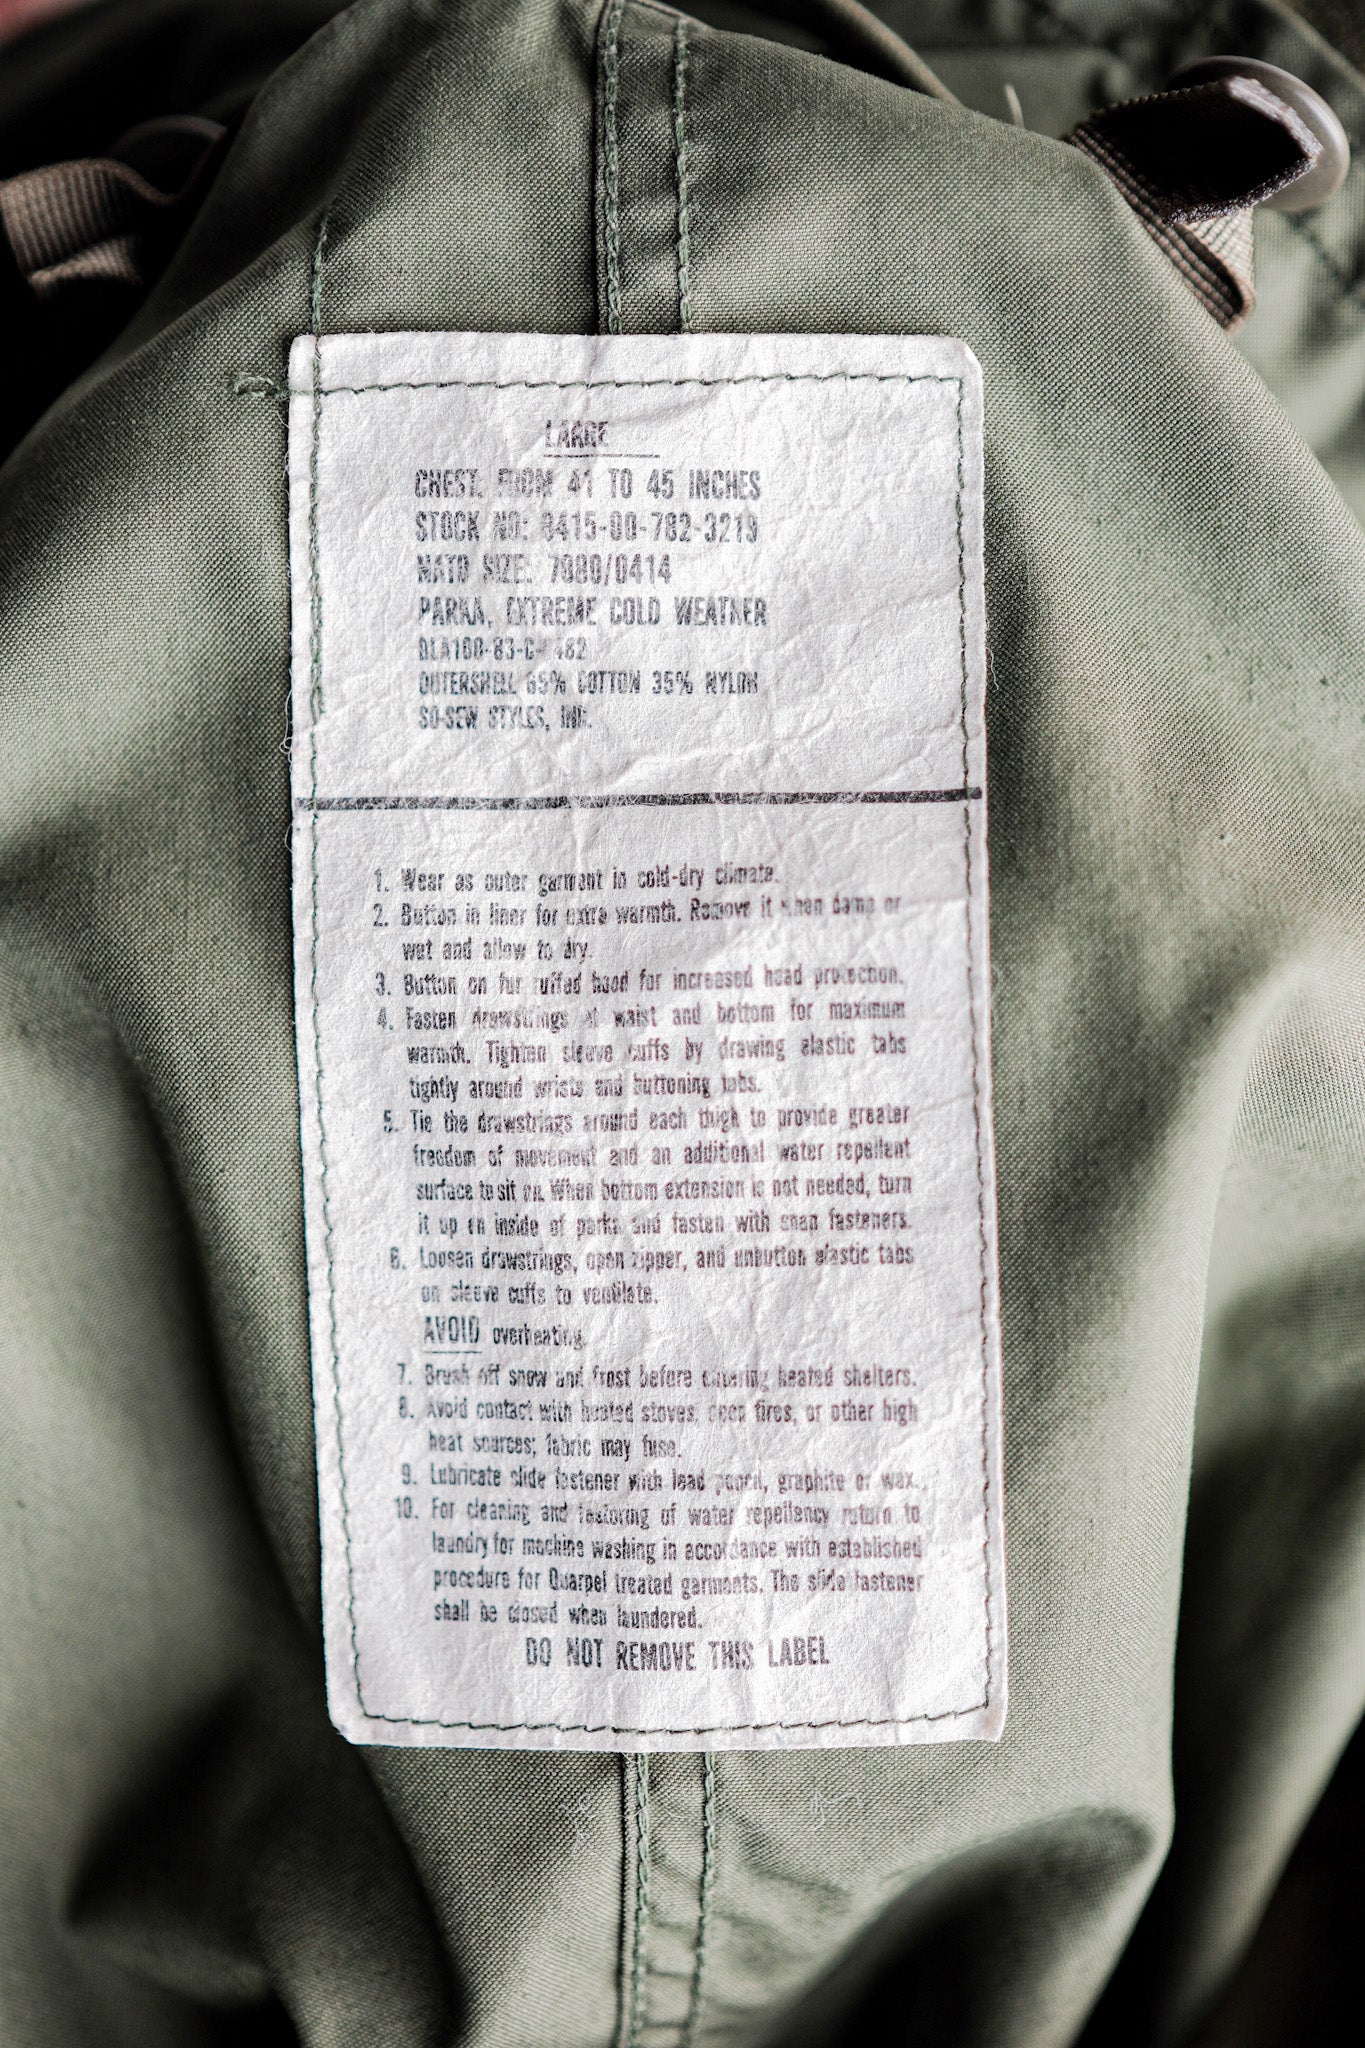 LARGE
CHEST. FROM 41 TO 45 INCHES
STOCK NO: 8415-00-782-3219
NATO SIZE: 7080/0414
PARKA, EXTREME COLD WEATHER
OUTERSHELL 65% COTTON 35% NYLON
SO-SEW STYLES, INC.
1. Wear as outer garment in cold-dry climate.
2. Button in liner for extra warmth. Remove it when damp or
wet and allow to dry.
3. Button on fur ruffed hood for increased head protection.
4. Fasten drawstrings at waist and bottom for maximum
warmth. Tighten sleeve cuffs by drawing elastic tabs
tightly around wrists and buttoning tabs.
5. Tie the drawstrings around each thigh to provide greater
freedom of movement and an additional water repellent
surface to sit on. When bottom extension is not needed, turn
it up on inside of parka and fasten with snap fasteners.
6. Loosen drawstrings, open zipper, and unbutton elastic tabs
on sleeve cuffs to ventilate.
AVOID overheating.
7. Brush off snow and frost before entering heated shelters.
8. Avoid contact with heated stoves, open fires, or other high
heat sources; fabric may fuse.
9. Lubricate slide fastener with lead pencil, graphite or wax.
10. For cleaning and restoring of water repellency return to
laundry for machine washing in accordance with established
procedure for Quarpel treated garments. The slide fastener
shall be closed when laundered.
DO NOT REMOVE THIS LABEL